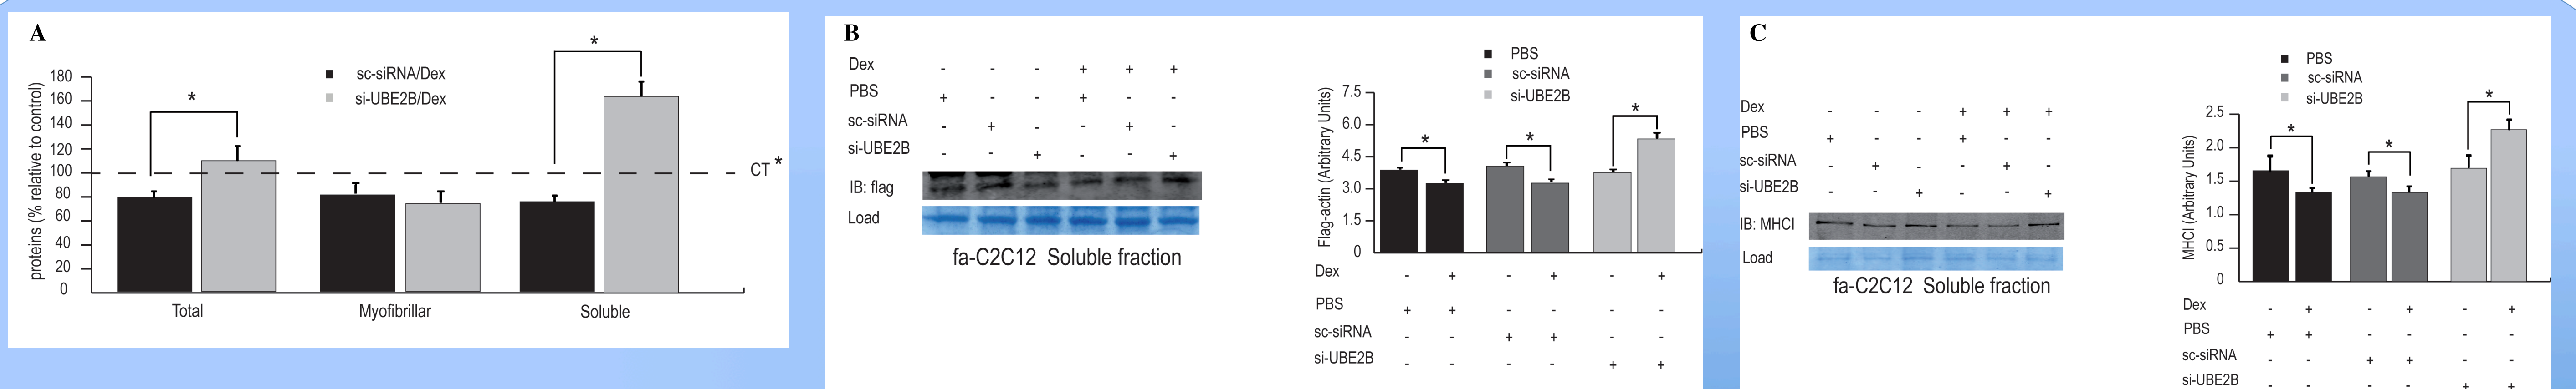 A
proteins (% relative to control)
180
160
140
120
100
80
60
40
20
0
sc-siRNA/Dex
si-UBE2B/Dex
*
*
CT *
Total Myofibrillar Soluble
B
Dex - - - + + +
PBS + - - + - -
sc-siRNA - + - - + -
si-UBE2B - - + - - +
IB: flag
Load
fa-C2C12 Soluble fraction
PBS
sc-siRNA
si-UBE2B
Flag-actin (Arbitrary Units)
7.5
6.0
4.5
3.0
1.5
0
* * *
Dex - + - + - +
PBS + + - - - -
sc-siRNA - - + + - -
si-UBE2B - - - - + +
C
Dex - - - + + +
PBS + - - + - -
sc-siRNA - + - - + -
si-UBE2B - - + - - +
IB: MHCI
Load
fa-C2C12 Soluble fraction
PBS
sc-siRNA
si-UBE2B
MHCI (Arbitrary Units)
2.5
2.0
1.5
1.0
0.5
0
* * *
Dex - + - + - +
PBS + + - - - -
sc-siRNA - - + + - -
si-UBE2B - - - - + +